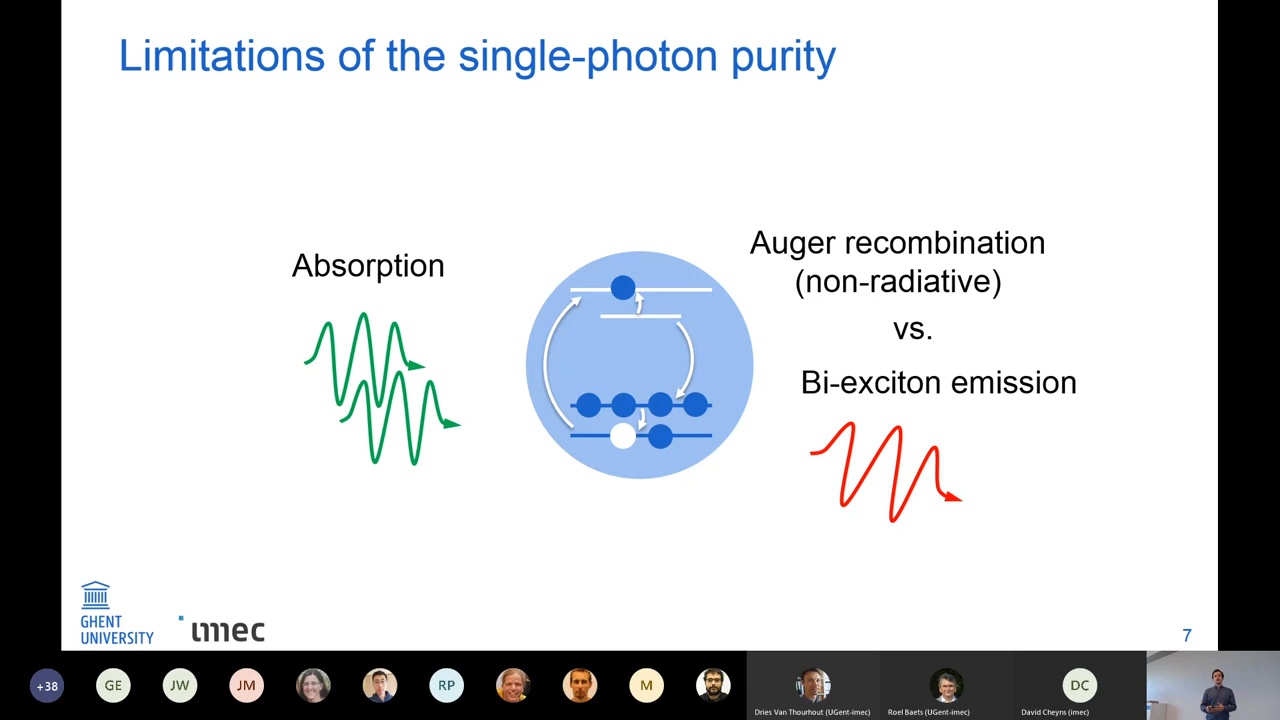 Limitations of the single-photon purity
Absorption
Auger recombination
(non-radiative)
vs.
Bi-exciton emission
GHENT
UNIVERSITY
imec
7
+38
GE
JW
JM
RP
M
DC
Dries Van Thourhout (UGent-imec)
Roel Baets (UGent-imec)
David Cheyns (imec)